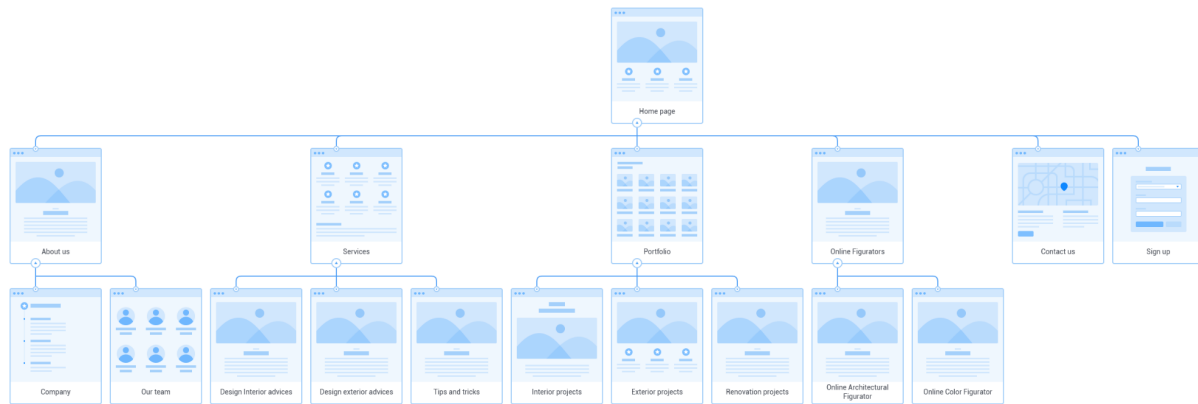 Home page
About us
Services
Portfolio
Online Figurators
Contact us
Sign up
Company
Our team
Design Interior advices
Design exterior advices
Tips and tricks
Interior projects
Exterior projects
Renovation projects
Online Architectural
Figurator
Online Color Figurator